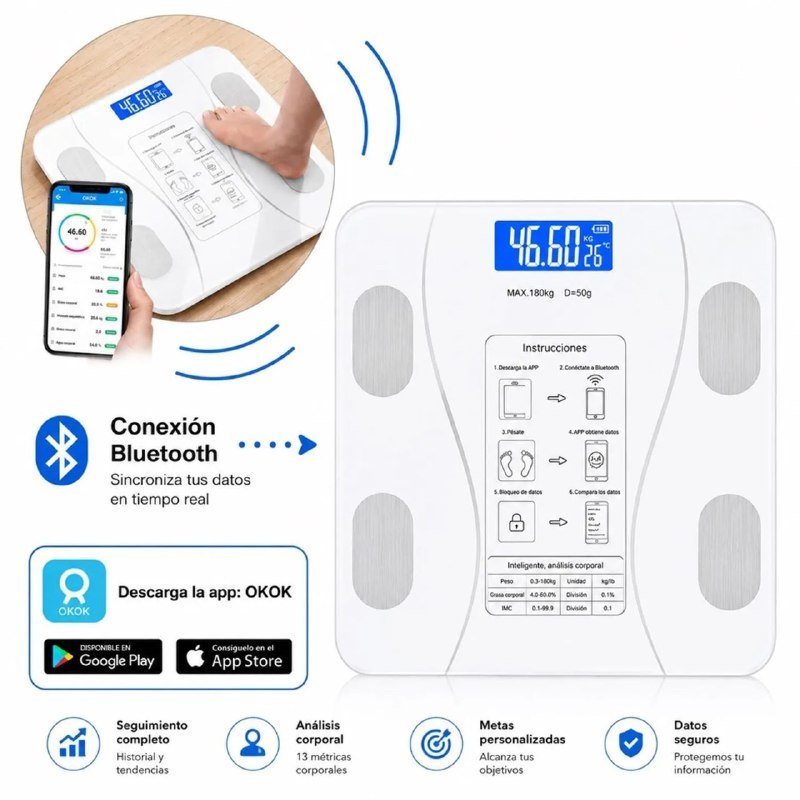 46.60
26
OKOK
46.60
46.60 KG 26 °C
MAX.180kg D=50g
Instrucciones
1.Descarga la APP 2.Conéctate a Bluetooth
3.Pésate 4.APP obtiene datos
5.Bloqueo de datos 6.Compara los datos
Inteligente, análisis corporal
Peso 0.3-180kg Unidad kg/lb
Grasa corporal 4.0-60.0% División 0.1%
IMC 0.1-99.9 División 0.1
Conexión
Bluetooth
Sincroniza tus datos
en tiempo real
OKOK
Descarga la app: OKOK
DISPONIBLE EN
Google Play
Consíguelo en el
App Store
Seguimiento
completo
Historial y
tendencias
Análisis
corporal
13 métricas
corporales
Metas
personalizadas
Alcanza tus
objetivos
Datos
seguros
Protegemos tu
información